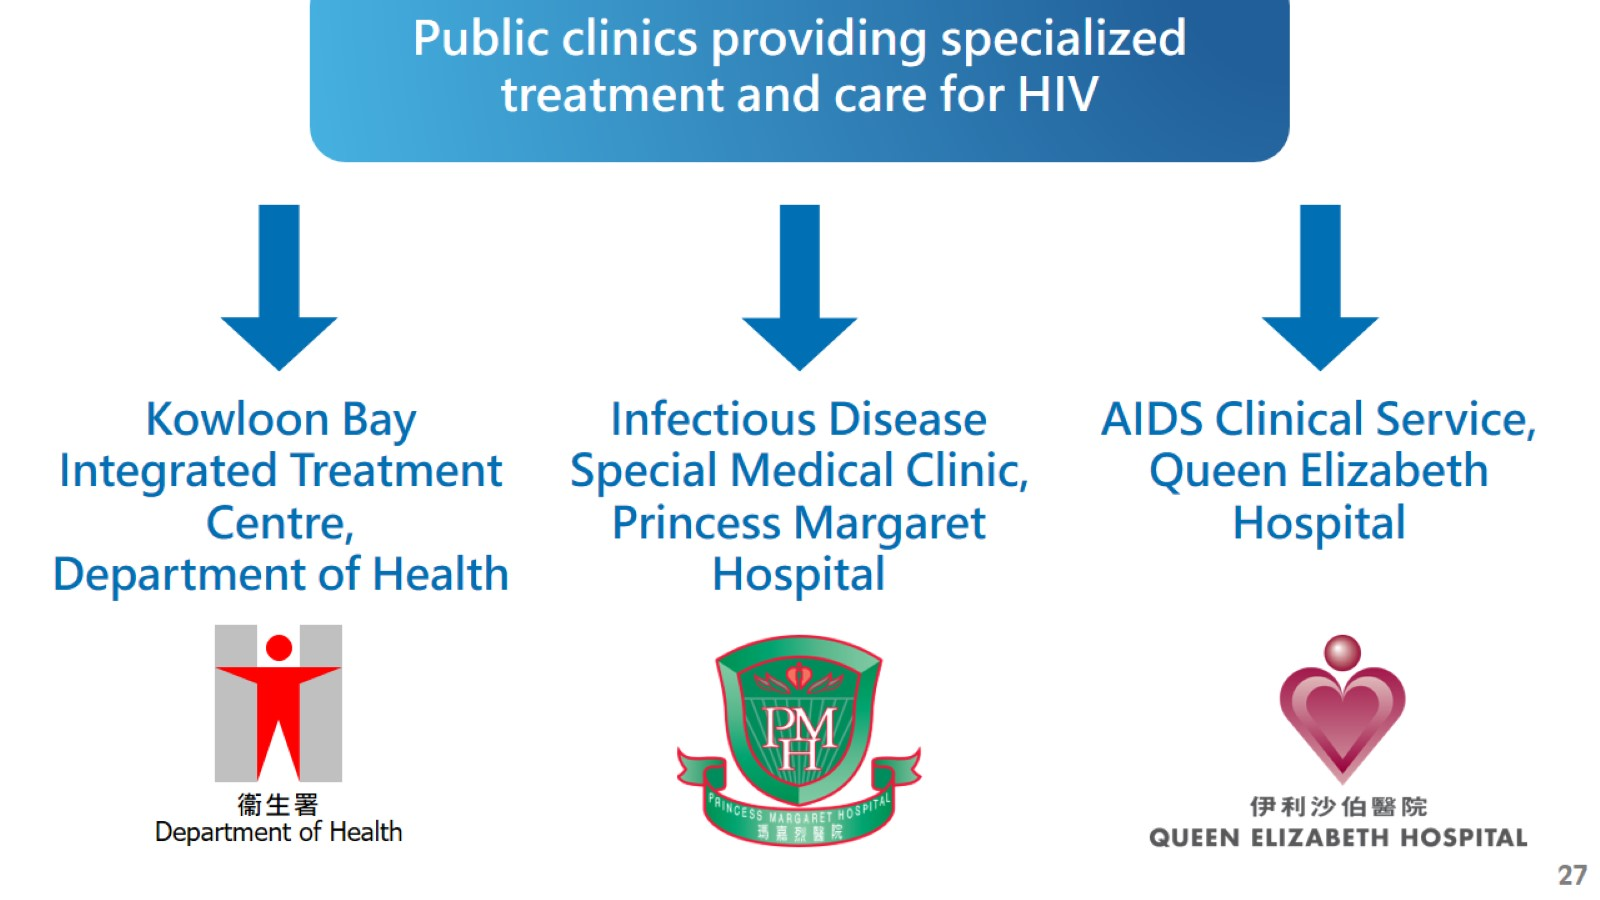 Public clinics providing specialized
treatment and care for HIV
Kowloon Bay
Integrated Treatment
Centre,
Department of Health
Infectious Disease
Special Medical Clinic,
Princess Margaret
Hospital
AIDS Clinical Service,
Queen Elizabeth
Hospital
衞生署
Department of Health
PMH
PRINCESS MARGARET HOSPITAL
瑪嘉烈醫院
伊利沙伯醫院
QUEEN ELIZABETH HOSPITAL
27